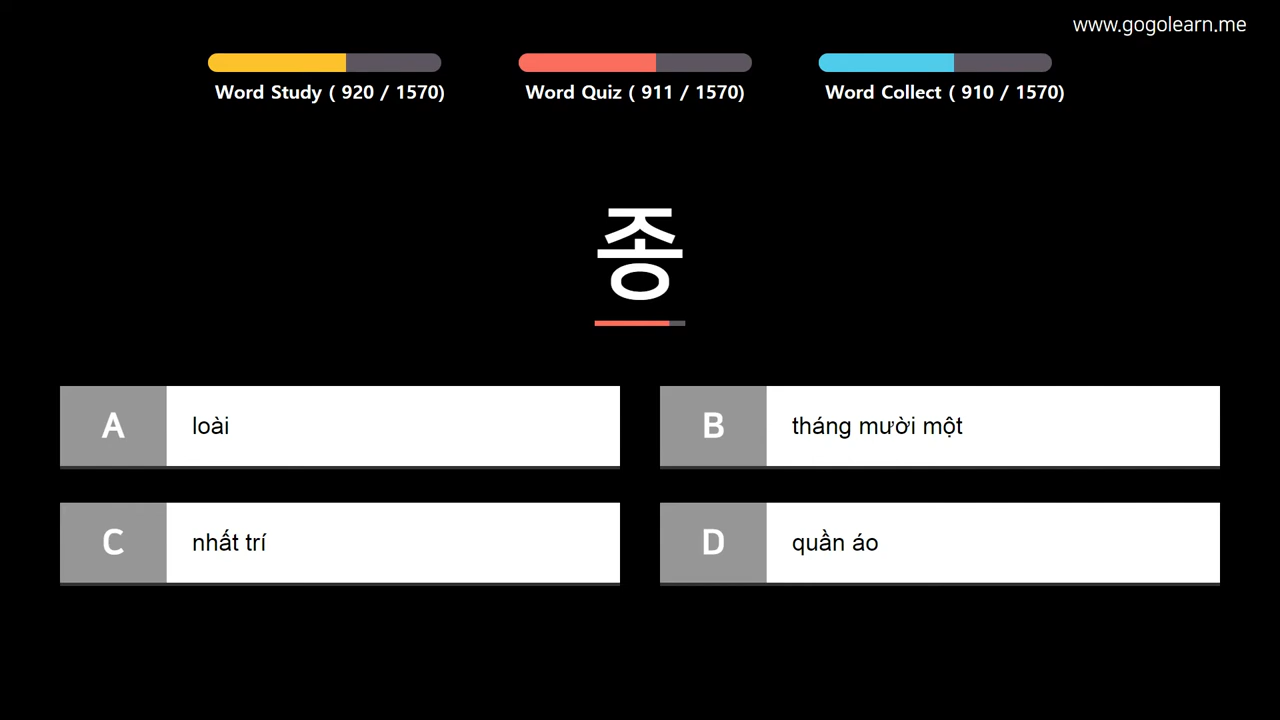 www.gogolearn.me
Word Study ( 920 / 1570)
Word Quiz ( 911 / 1570)
Word Collect ( 910 / 1570)
종
A loài
B tháng mười một
C nhất trí
D quần áo